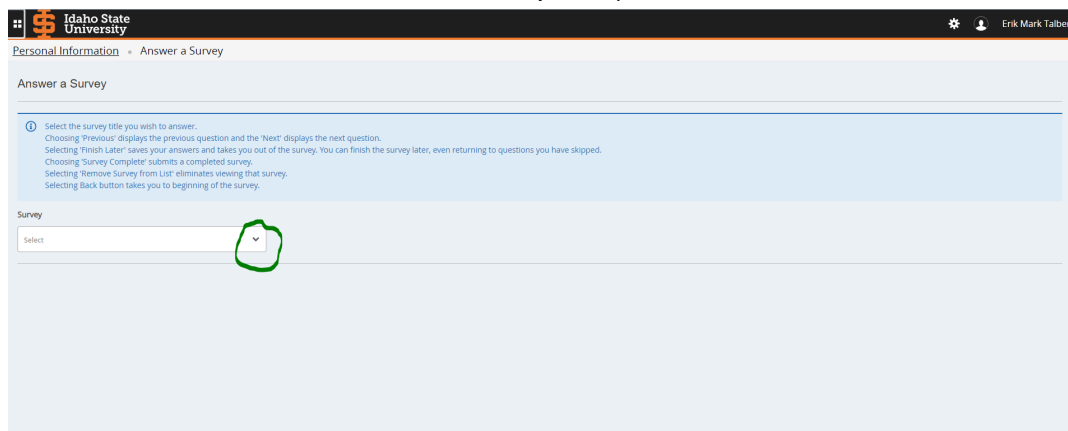 Idaho State
University
Erik Mark Talber
Personal Information • Answer a Survey
Answer a Survey
Select the survey title you wish to answer.
Choosing 'Previous' displays the previous question and the 'Next' displays the next question.
Selecting 'Finish Later' saves your answers and takes you out of the survey. You can finish the survey later, even returning to questions you have skipped.
Choosing 'Survey Complete' submits a completed survey.
Selecting 'Remove Survey from List' eliminates viewing that survey.
Selecting Back button takes you to beginning of the survey.
Survey
Select